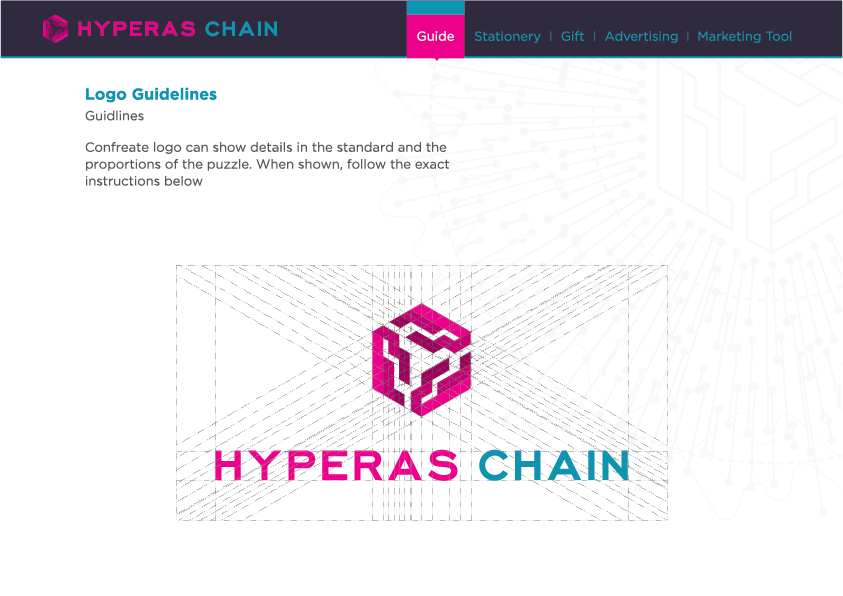 HYPERAS CHAIN
Guide Stationery | Gift | Advertising | Marketing Tool
Logo Guidelines
Guidlines
Confreate logo can show details in the standard and the
proportions of the puzzle. When shown, follow the exact
instructions below
HYPERAS CHAIN